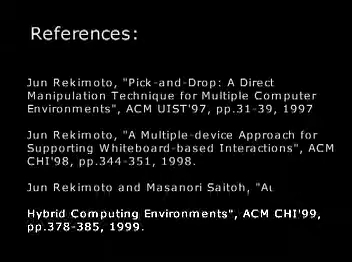 References:
Jun Rekimoto, "Pick-and-Drop: A Direct
Manipulation Technique for Multiple Computer
Environments", ACM UIST'97, pp.31-39, 1997
Jun Rekimoto, "A Multiple-device Approach for
Supporting Whiteboard-based Interactions", ACM
CHI'98, pp.344-351, 1998.
Jun Rekimoto and Masanori Saitoh, "Au
Hybrid Computing Environments", ACM CHI'99,
pp.378-385, 1999.